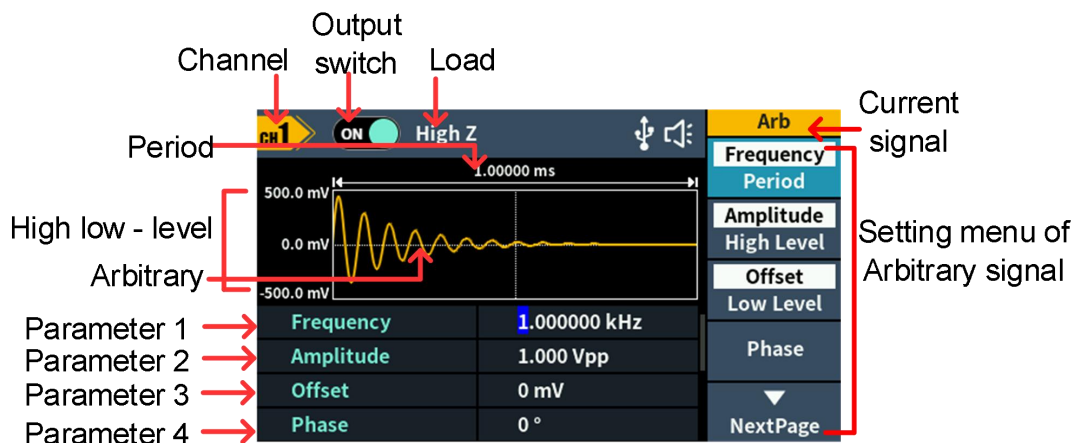 Output
switch
Channel
Load
Current
signal
CH1
ON
High Z
Arb
Period
1.00000 ms
Frequency
Period
500.0 mV
High low - level
0.0 mV
Amplitude
High Level
Setting menu of
Arbitrary signal
Arbitrary
-500.0 mV
Offset
Low Level
Parameter 1
Frequency
1.000000 kHz
Parameter 2
Amplitude
1.000 Vpp
Phase
Parameter 3
Offset
0 mV
Parameter 4
Phase
0 °
NextPage